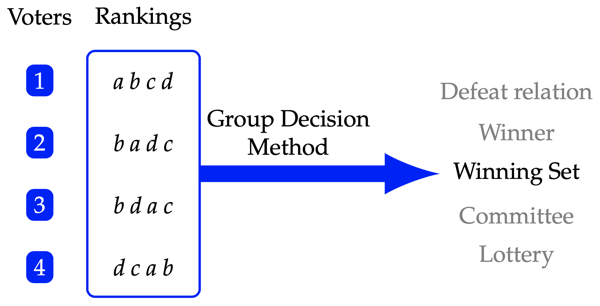 Voters Rankings
1 a b c d
2 b a d c
3 b d a c
4 d c a b
Group Decision
Method
Defeat relation
Winner
Winning Set
Committee
Lottery